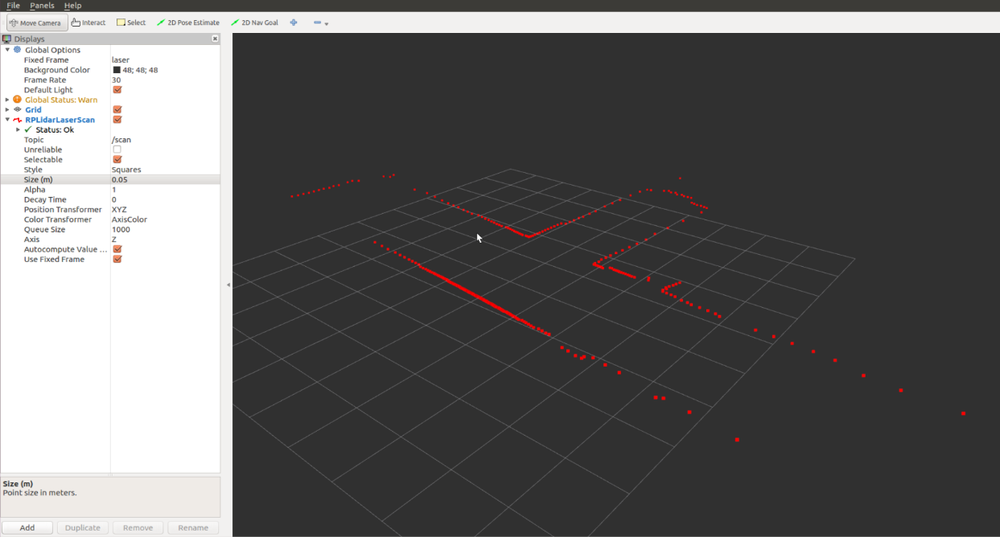 File Panels Help
Move Camera Interact Select 2D Pose Estimate 2D Nav Goal
Displays
Global Options
Fixed Frame laser
Background Color 48; 48; 48
Frame Rate 30
Default Light
Global Status: Warn
Grid
RPLidarLaserScan
Status: Ok
Topic /scan
Unreliable
Selectable
Style Squares
Size (m) 0.05
Alpha 1
Decay Time 0
Position Transformer XYZ
Color Transformer AxisColor
Queue Size 1000
Axis Z
Autocompute Value ...
Use Fixed Frame
Size (m)
Point size in meters.
Add Duplicate Remove Rename